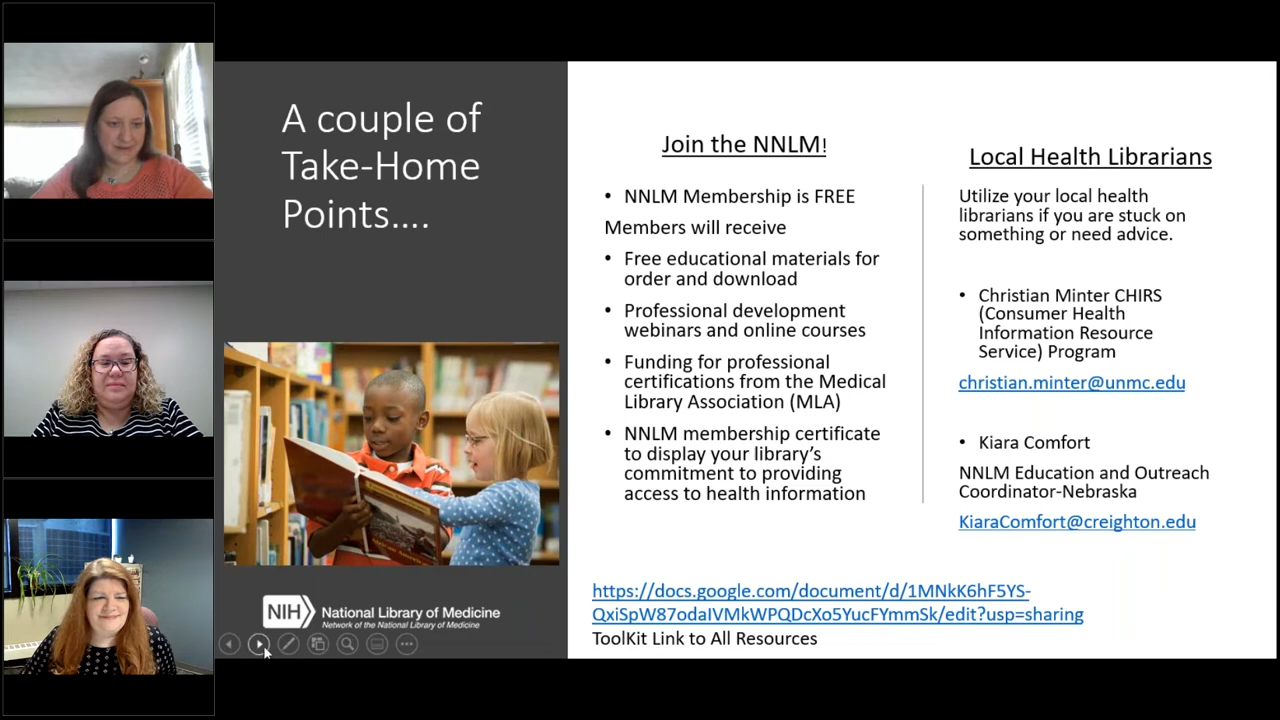 A couple of
Take-Home
Points....
Join the NNLM!
• NNLM Membership is FREE
Members will receive
• Free educational materials for
order and download
• Professional development
webinars and online courses
• Funding for professional
certifications from the Medical
Library Association (MLA)
• NNLM membership certificate
to display your library's
commitment to providing
access to health information
Local Health Librarians
Utilize your local health
librarians if you are stuck on
something or need advice.
• Christian Minter CHIRS
(Consumer Health
Information Resource
Service) Program
christian.minter@unmc.edu
• Kiara Comfort
NNLM Education and Outreach
Coordinator-Nebraska
KiaraComfort@creighton.edu
https://docs.google.com/document/d/1MNkK6hF5YS-
QxiSpW87odaIVMkWPQDcXo5YucFYmmSk/edit?usp=sharing
ToolKit Link to All Resources
NIH National Library of Medicine
Network of the National Library of Medicine